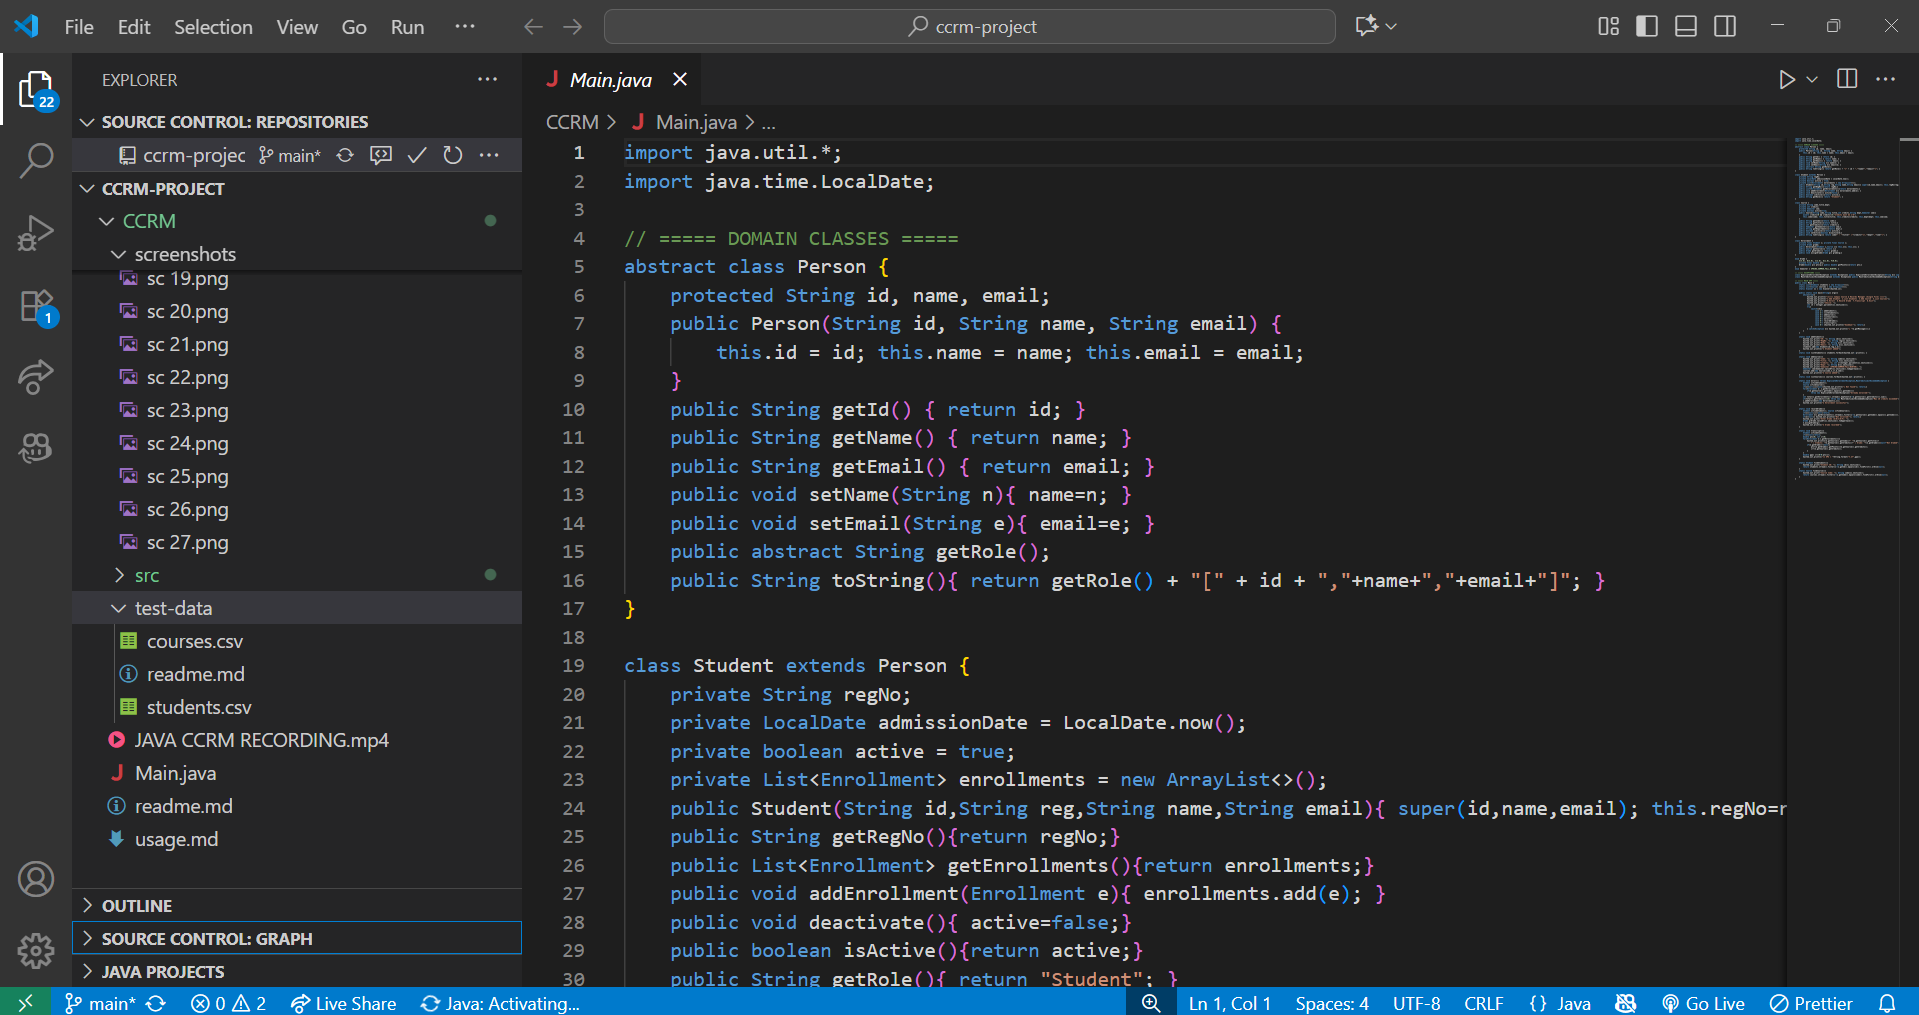 File Edit Selection View Go Run ··· ccrm-project
EXPLORER ···
SOURCE CONTROL: REPOSITORIES
ccrm-projec main* ···
CCRM-PROJECT
CCRM
screenshots
sc 19.png
sc 20.png
sc 21.png
sc 22.png
sc 23.png
sc 24.png
sc 25.png
sc 26.png
sc 27.png
src
test-data
courses.csv
readme.md
students.csv
JAVA CCRM RECORDING.mp4
Main.java
readme.md
usage.md
OUTLINE
SOURCE CONTROL: GRAPH
JAVA PROJECTS
22
1
J Main.java
CCRM > J Main.java > ...
1 import java.util.*;
2 import java.time.LocalDate;
3
4 // ===== DOMAIN CLASSES =====
5 abstract class Person {
6 protected String id, name, email;
7 public Person(String id, String name, String email) {
8 this.id = id; this.name = name; this.email = email;
9 }
10 public String getId() { return id; }
11 public String getName() { return name; }
12 public String getEmail() { return email; }
13 public void setName(String n){ name=n; }
14 public void setEmail(String e){ email=e; }
15 public abstract String getRole();
16 public String toString(){ return getRole() + "[" + id + ","+name+","+email+"]"; }
17 }
18
19 class Student extends Person {
20 private String regNo;
21 private LocalDate admissionDate = LocalDate.now();
22 private boolean active = true;
23 private List<Enrollment> enrollments = new ArrayList<>();
24 public Student(String id,String reg,String name,String email){ super(id,name,email); this.regNo=r
25 public String getRegNo(){return regNo;}
26 public List<Enrollment> getEnrollments(){return enrollments;}
27 public void addEnrollment(Enrollment e){ enrollments.add(e); }
28 public void deactivate(){ active=false;}
29 public boolean isActive(){return active;}
30 public String getRole(){ return "Student"; }
main* 0 2 Live Share Java: Activating... Ln 1, Col 1 Spaces: 4 UTF-8 CRLF {} Java Go Live Prettier